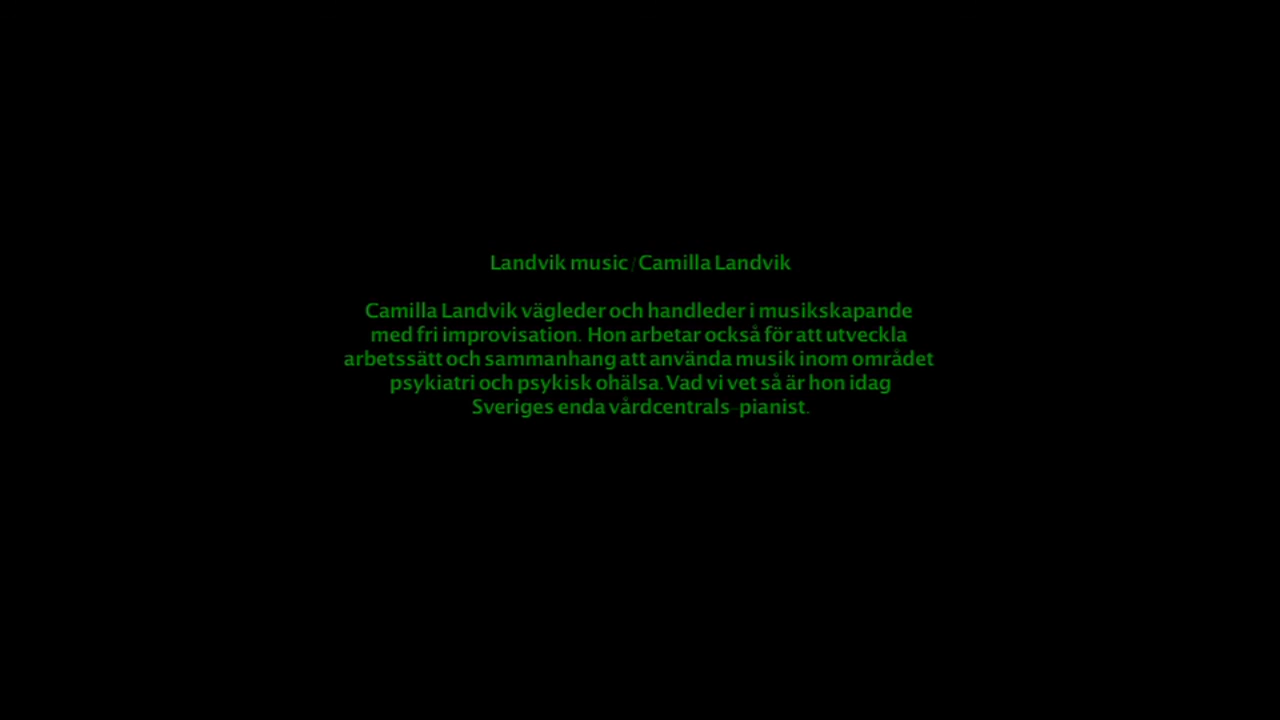 Landvik music / Camilla Landvik
Camilla Landvik vägleder och handleder i musikskapande
med fri improvisation. Hon arbetar också för att utveckla
arbetssätt och sammanhang att använda musik inom området
psykiatri och psykisk ohälsa. Vad vi vet så är hon idag
Sveriges enda vårdcentrals-pianist.